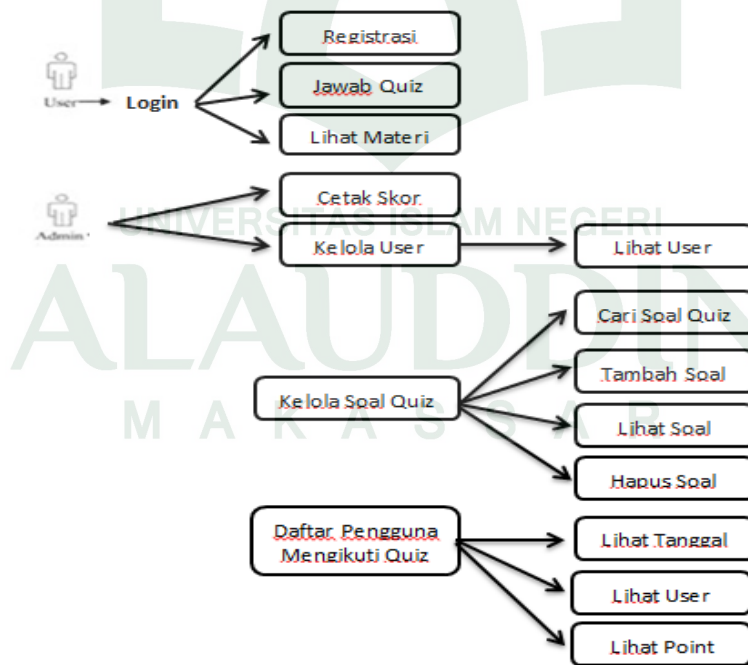 Registrasi
User
Login
Jawab Quiz
Lihat Materi
Cetak Skor
Admin
UNIVERSITAS ISLAM NEGERI
Kelola User
Lihat User
ALAUDDIN
Cari Soal Quiz
Tambah Soal
Kelola Soal Quiz
MAKASSAR
Lihat Soal
Hapus Soal
Daftar Pengguna
Mengikuti Quiz
Lihat Tanggal
Lihat User
Lihat Point